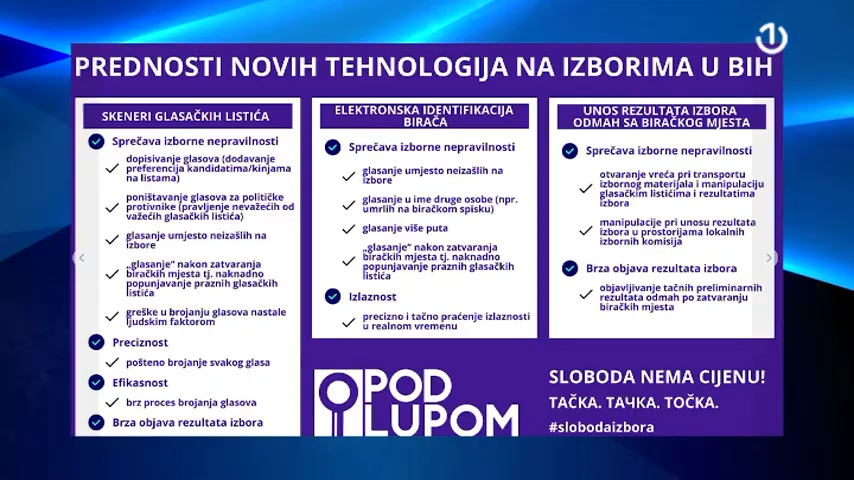 PREDNOSTI NOVIH TEHNOLOGIJA NA IZBORIMA U BIH
SKENERI GLASAČKIH LISTIĆA
Sprečava izborne nepravilnosti
dopisivanje glasova (dodavanje
preferencija kandidatima/kinjama
na listama)
poništavanje glasova za političke
protivnike (pravljenje nevažećih od
važećih glasačkih listića)
glasanje umjesto neizašlih na
izbore
„glasanje“ nakon zatvaranja
biračkih mjesta tj. naknadno
popunjavanje praznih glasačkih
listića
greške u brojanju glasova nastale
ljudskim faktorom
Preciznost
pošteno brojanje svakog glasa
Efikasnost
brz proces brojanja glasova
Brza objava rezultata izbora
ELEKTRONSKA IDENTIFIKACIJA
BIRAČA
Sprečava izborne nepravilnosti
glasanje umjesto neizašlih na
izbore
glasanje u ime druge osobe (npr.
umrlih na biračkom spisku)
glasanje više puta
„glasanje“ nakon zatvaranja
biračkih mjesta tj. naknadno
popunjavanje praznih glasačkih
listića
Izlaznost
precizno i tačno praćenje izlaznosti
u realnom vremenu
UNOS REZULTATA IZBORA
ODMAH SA BIRAČKOG MJESTA
Sprečava izborne nepravilnosti
otvaranje vreća pri transportu
izbornog materijala i manipulaciju
glasačkim listićima i rezultatima
izbora
manipulacije pri unosu rezultata
izbora u prostorijama lokalnih
izbornih komisija
Brza objava rezultata izbora
objavljivanje tačnih preliminarnih
rezultata odmah po zatvaranju
biračkih mjesta
POD
LUPOM
SLOBODA NEMA CIJENU!
TAČKA. ТАЧКА. TOČKA.
#slobodaizbora